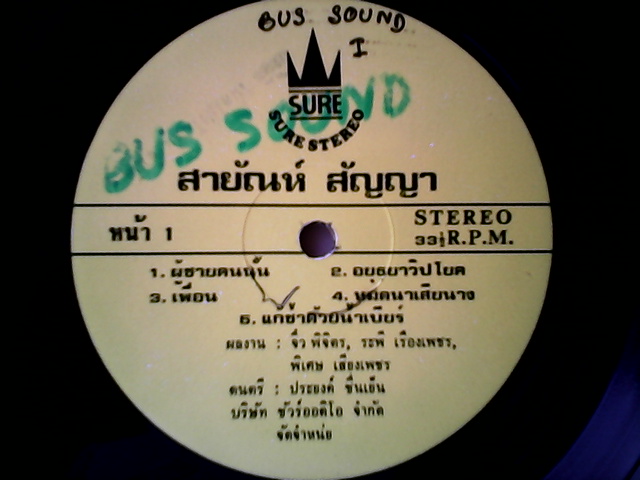 BUS SOUND
I
SURE
SURE STEREO
BUS SOUND
สายัณห์ สัญญา
หน้า 1
STEREO
33⅓R.P.M.
1. ผู้ชายคนนั้น 2. อยุธยาวิปโยค
3. เพื่อน 4. หมดนาเสียนาง
5. แก้ช้ำด้วยน้ำเบียร์
ผลงาน : จิ๋ว พิจิตร, ระพี เรืองเพชร,
พิเศษ เสียงเพชร
ดนตรี : ประยงค์ ชื่นเย็น
บริษัท ชัวร์ออดิโอ จำกัด
จัดจำหน่าย